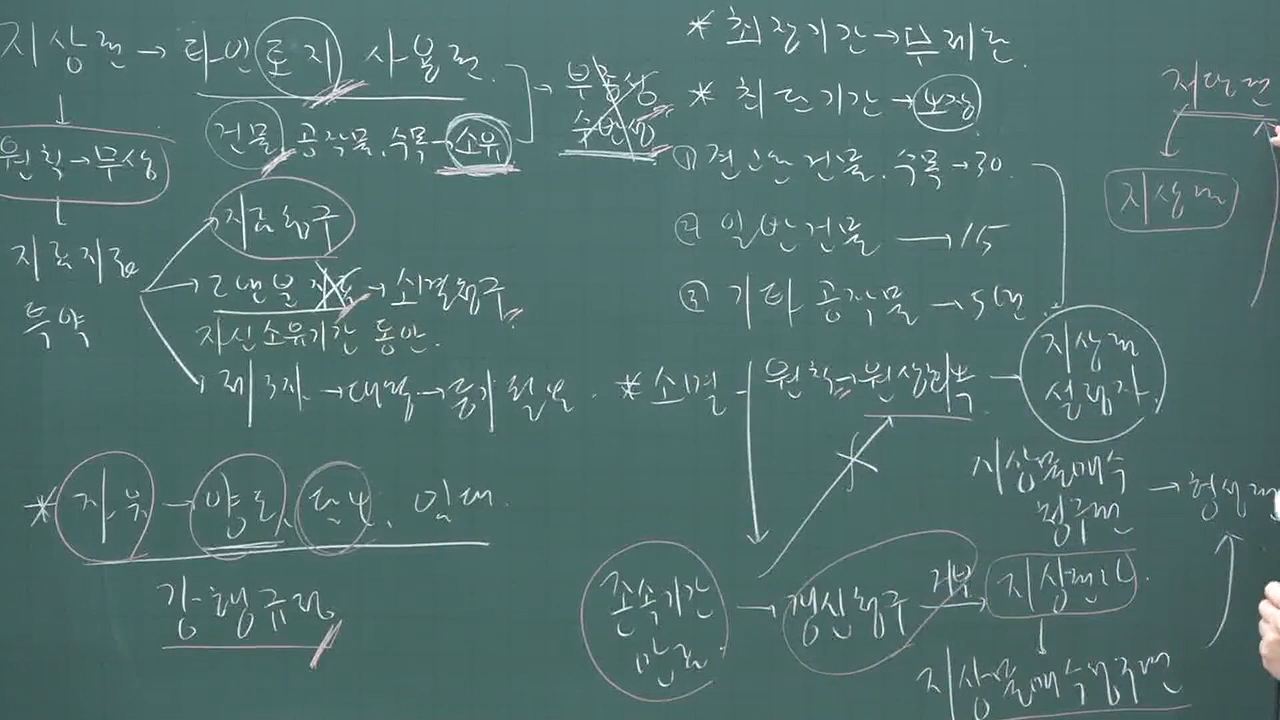 지상권 → 타인 토지 사용권
건물 공작물, 수목 → 소유
→ 부종성
수반성
원칙 → 무상
지료지급
특약
지료청구
→ 2년분 지료 → 소멸청구
자신소유기간 동안.
→ 제3자 → 대항 → 등기 필요.
* 자유 → 양도, 담보, 임대.
강행규정
* 최장기간 → 무제한
* 최단기간 → 보장
① 견고한 건물, 수목 → 30.
② 일반건물 → 15
③ 기타 공작물 → 5년.
* 소멸 - 원칙 → 원상회복 → 지상권
설정자
지상물매수
청구권 → 형성권
존속기간
만료 → 갱신청구 거부 → 지상권자.
↓
지상물매수청구권
저당권
지상권